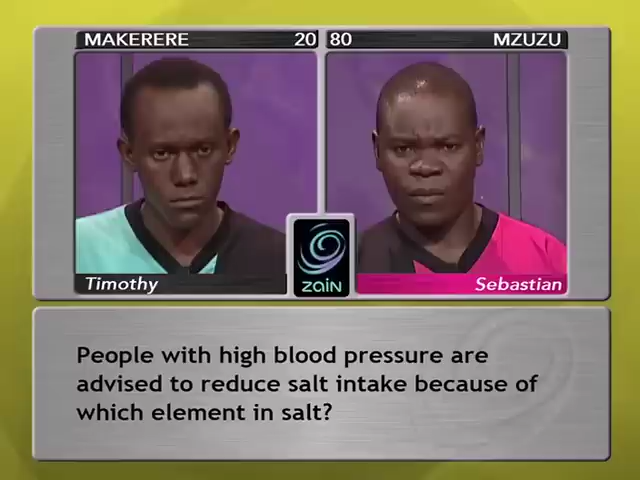 MAKERERE 20 80 MZUZU
Timothy
zain
Sebastian
People with high blood pressure are
advised to reduce salt intake because of
which element in salt?